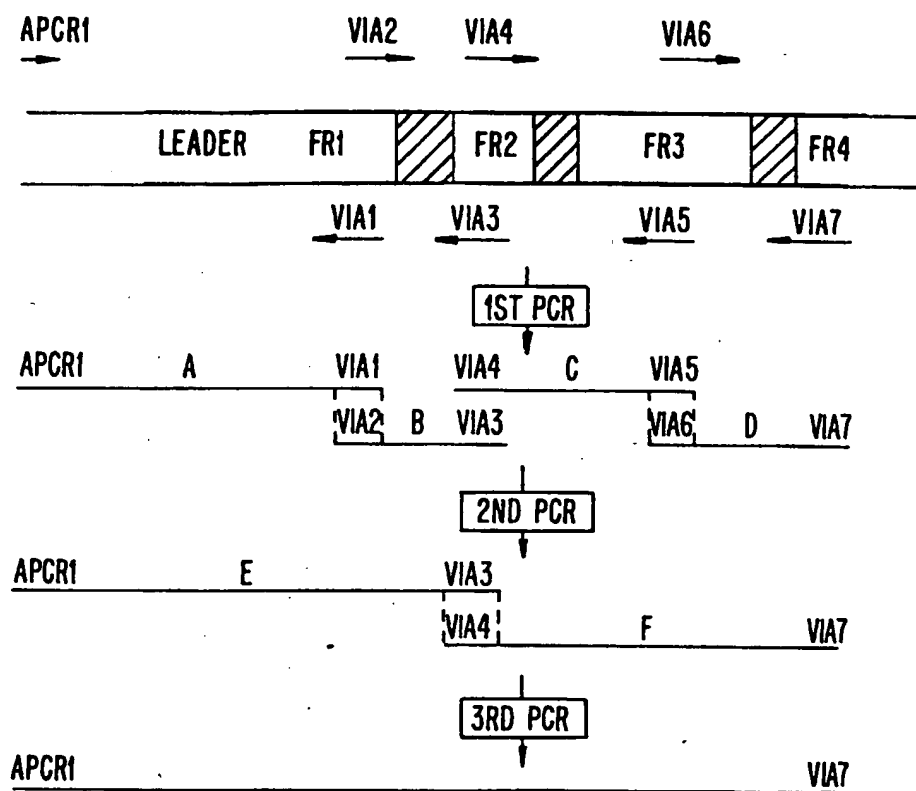 APCR1 VIA2 VIA4 VIA6
LEADER FR1 FR2 FR3 FR4
VIA1 VIA3 VIA5 VIA7
1ST PCR
APCR1 A VIA1 VIA4 C VIA5
VIA2 B VIA3 VIA6 D VIA7
2ND PCR
APCR1 E VIA3
VIA4 F VIA7
3RD PCR
APCR1 VIA7